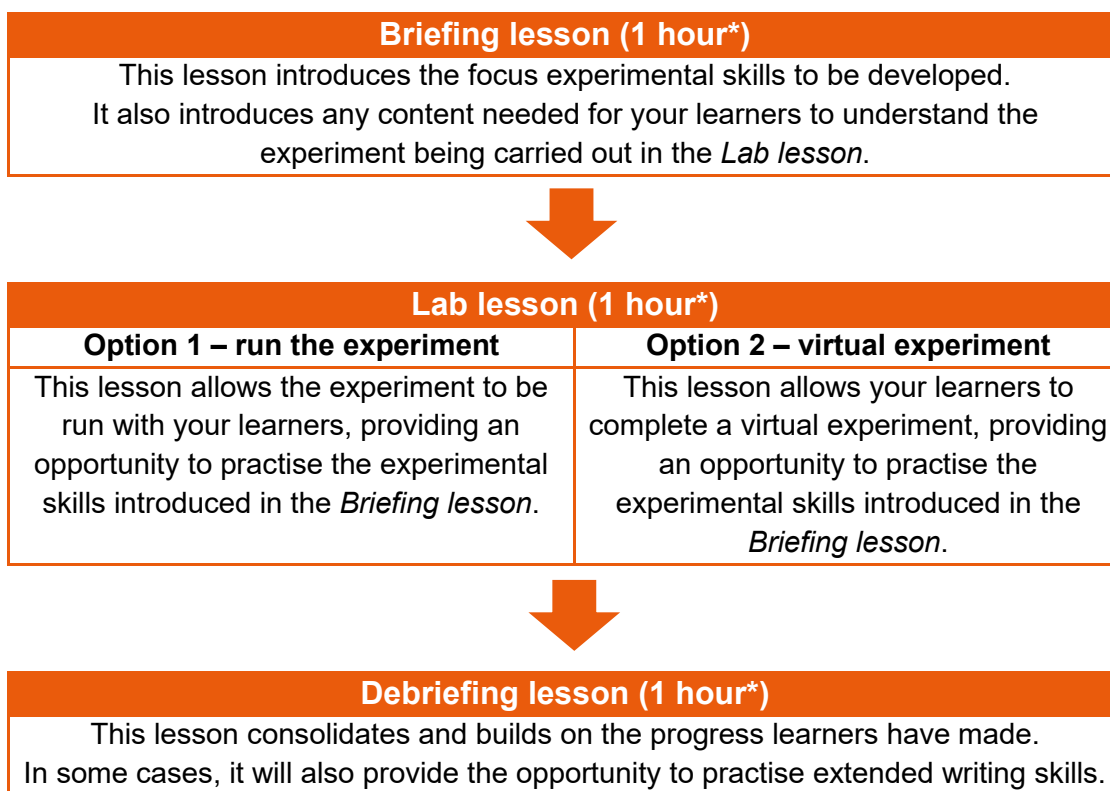 Briefing lesson (1 hour*)
This lesson introduces the focus experimental skills to be developed.
It also introduces any content needed for your learners to understand the
experiment being carried out in the Lab lesson.
Lab lesson (1 hour*)
Option 1 – run the experiment
This lesson allows the experiment to be
run with your learners, providing an
opportunity to practise the experimental
skills introduced in the Briefing lesson.
Option 2 – virtual experiment
This lesson allows your learners to
complete a virtual experiment, providing
an opportunity to practise the
experimental skills introduced in the
Briefing lesson.
Debriefing lesson (1 hour*)
This lesson consolidates and builds on the progress learners have made.
In some cases, it will also provide the opportunity to practise extended writing skills.